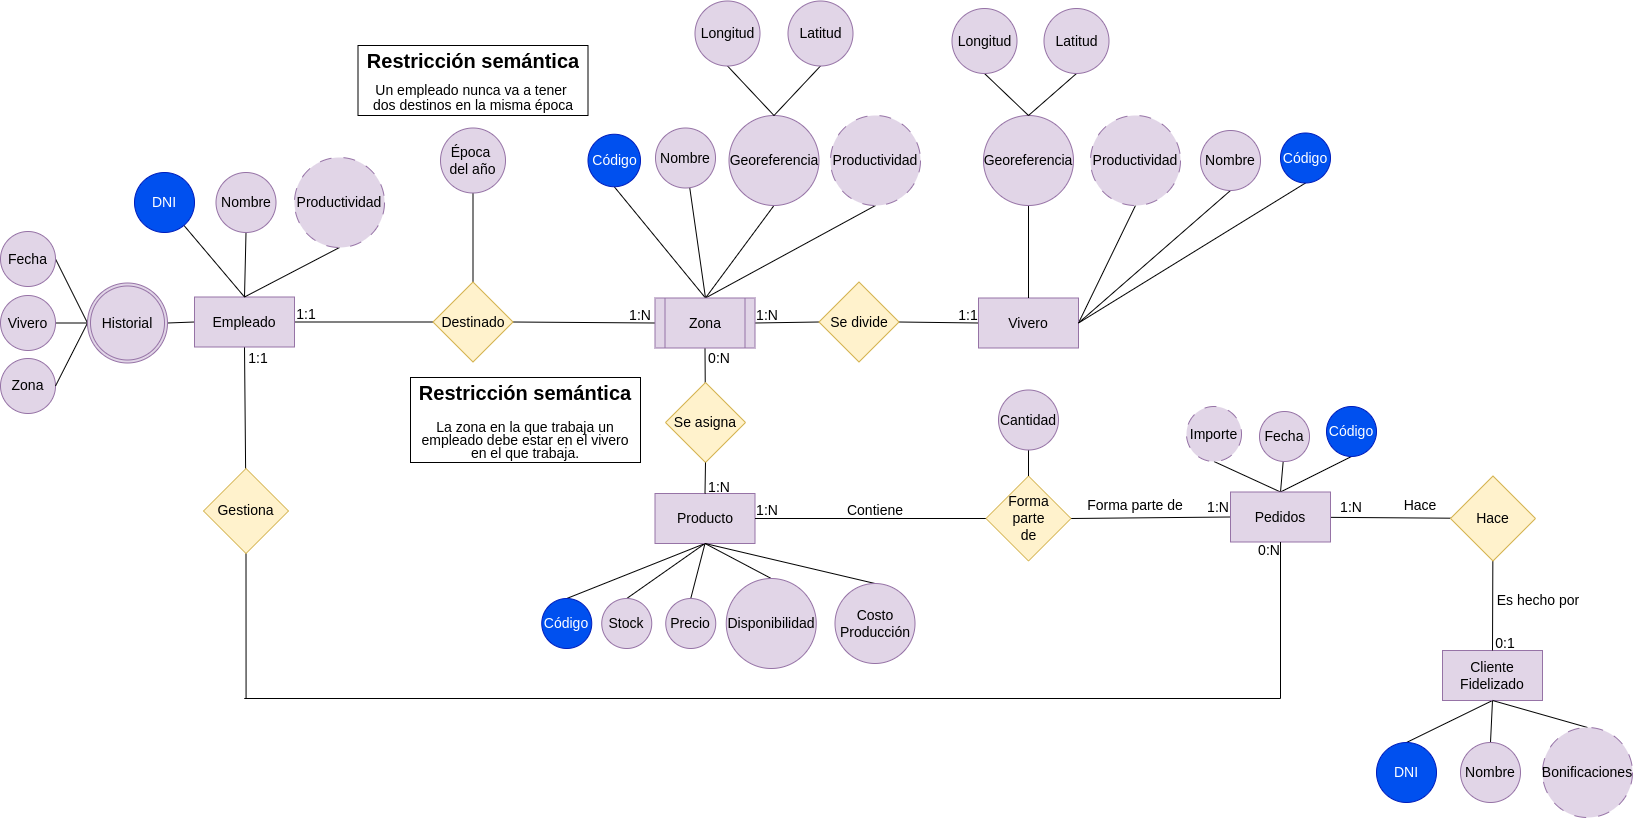 Longitud
Latitud
Longitud
Latitud
Restricción semántica
Un empleado nunca va a tener
dos destinos en la misma época
Época
del año
Código
Nombre
Georeferencia
Productividad
Georeferencia
Productividad
Nombre
Código
DNI
Nombre
Productividad
Fecha
Vivero
Zona
Historial
Empleado
1:1
Destinado
1:N
Zona
1:N
Se divide
1:1
Vivero
1:1
0:N
Restricción semántica
La zona en la que trabaja un
empleado debe estar en el vivero
en el que trabaja.
Se asigna
1:N
Cantidad
Importe
Fecha
Código
Gestiona
Producto
1:N
Contiene
Forma
parte
de
Forma parte de
1:N
Pedidos
1:N
Hace
Hace
0:N
Es hecho por
0:1
Código
Stock
Precio
Disponibilidad
Costo
Producción
Cliente
Fidelizado
DNI
Nombre
Bonificaciones